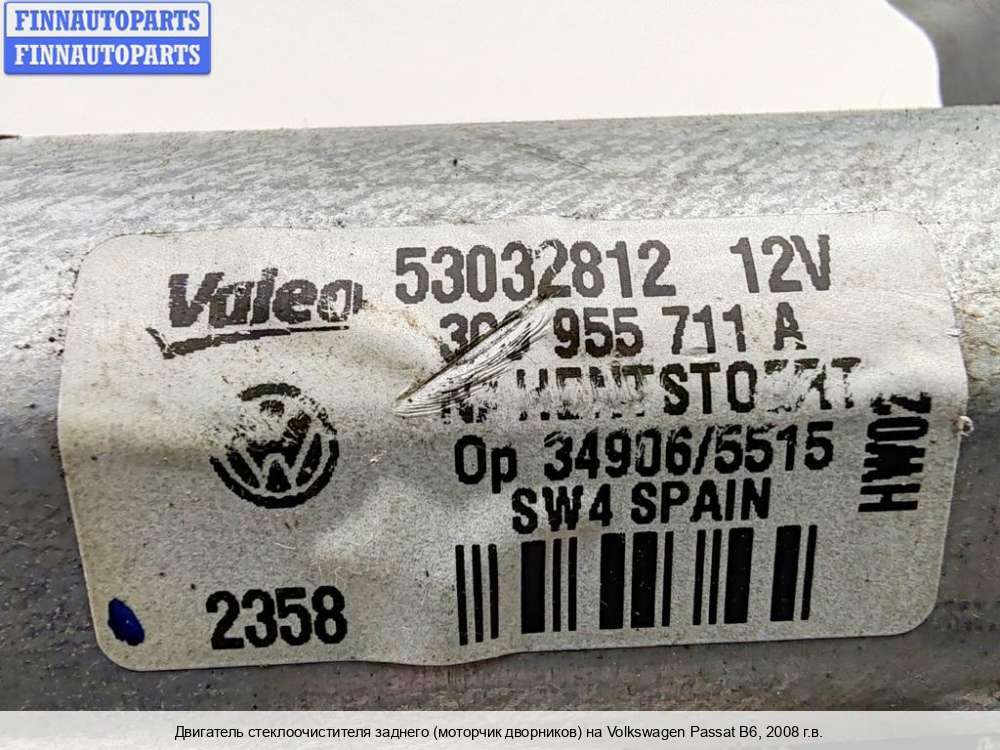 FINNAUTOPARTS
FINNAUTOPARTS
Valeo 53032812 12V
955 711 A
Op 34906/5515
HW02
SW4 SPAIN
2358
Двигатель стеклоочистителя заднего (моторчик дворников) на Volkswagen Passat B6, 2008 г.в.